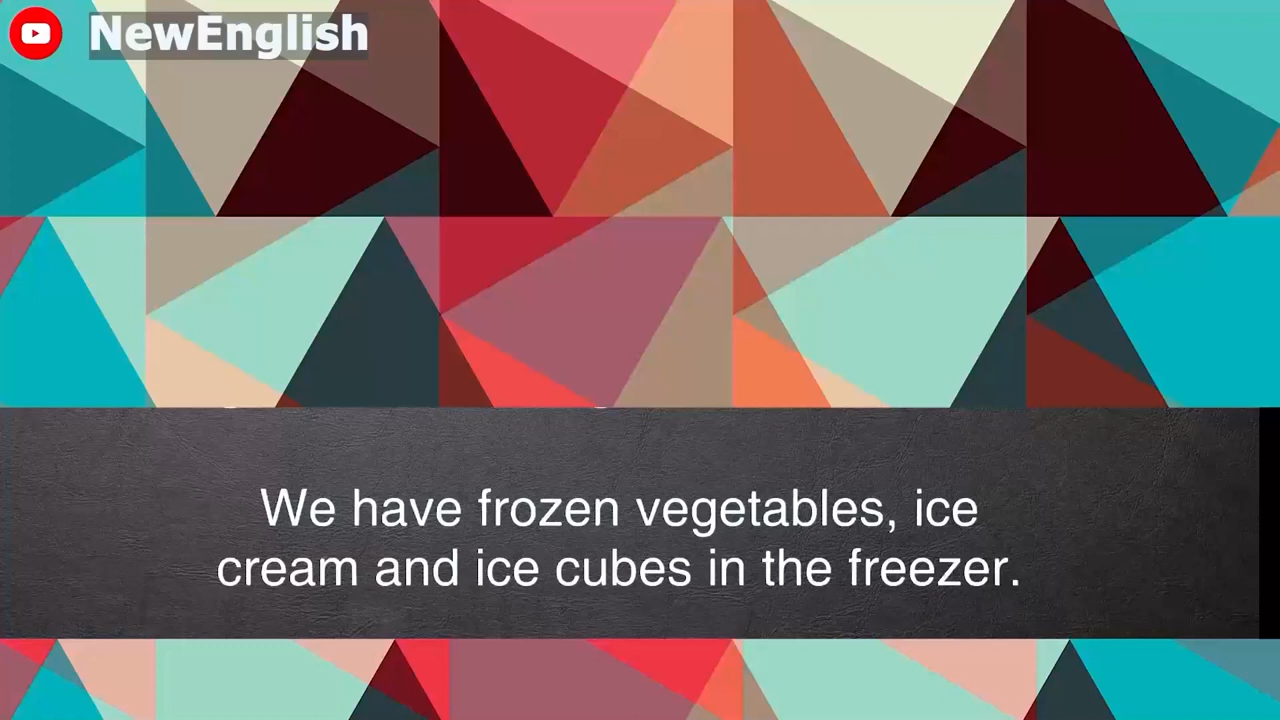 NewEnglish
We have frozen vegetables, ice
cream and ice cubes in the freezer.